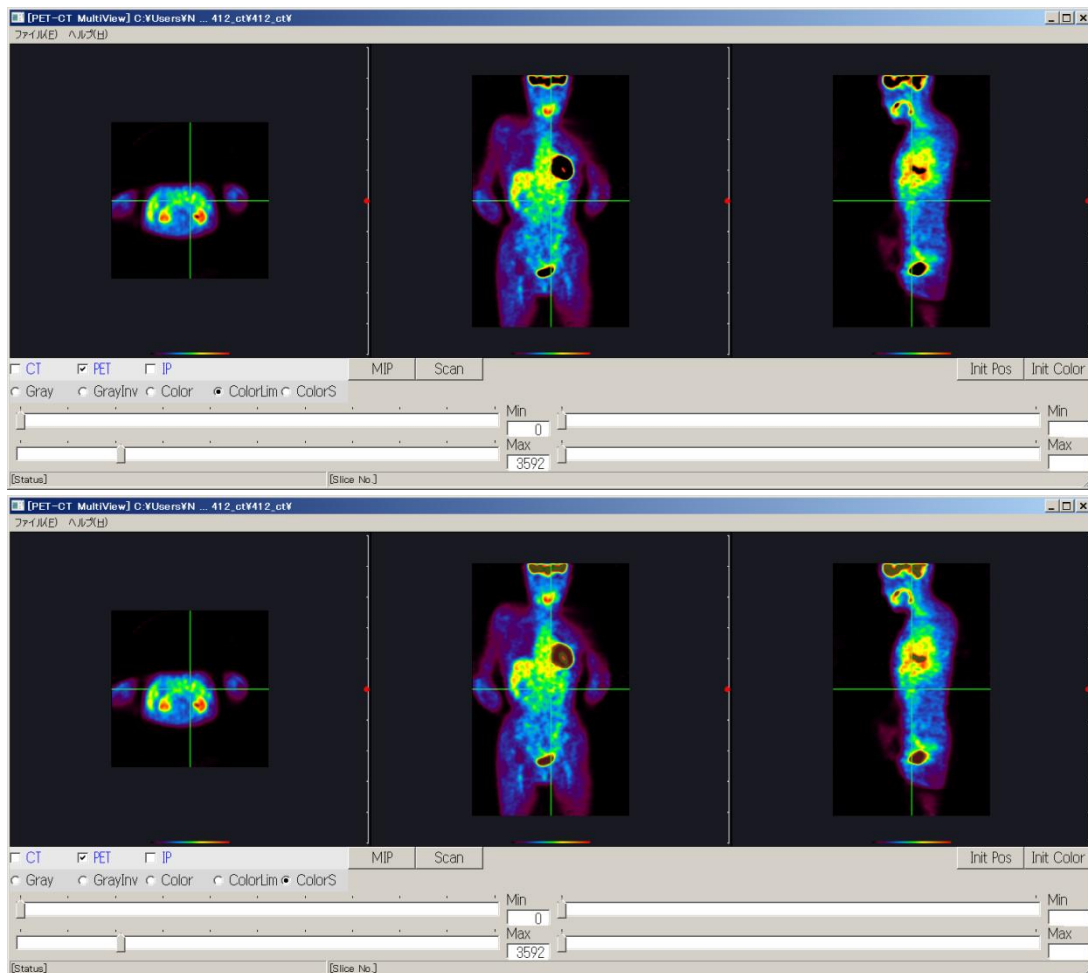 [PET-CT MultiView] C:¥Users¥N ... 412_ct¥412_ct¥
ファイル(F) ヘルプ(H)
CT PET IP MIP Scan Init Pos Init Color
Gray GrayInv Color ColorLim ColorS
Min Min
0
Max Max
3592
[Status] [Slice No.]
[PET-CT MultiView] C:¥Users¥N ... 412_ct¥412_ct¥
ファイル(F) ヘルプ(H)
CT PET IP MIP Scan Init Pos Init Color
Gray GrayInv Color ColorLim ColorS
Min Min
0
Max Max
3592
[Status] [Slice No.]